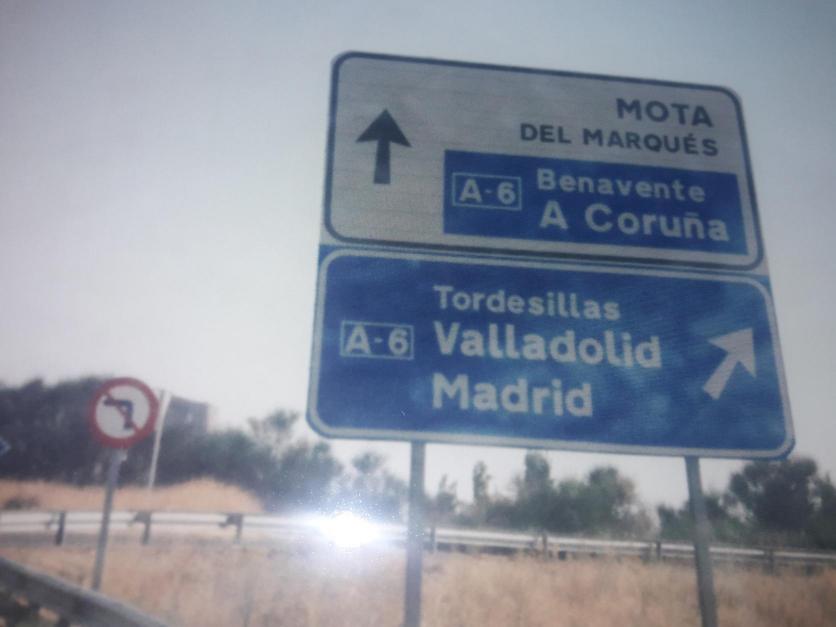 MOTA
DEL MARQUÉS
A-6 Benavente
A Coruña
Tordesillas
A-6 Valladolid
Madrid